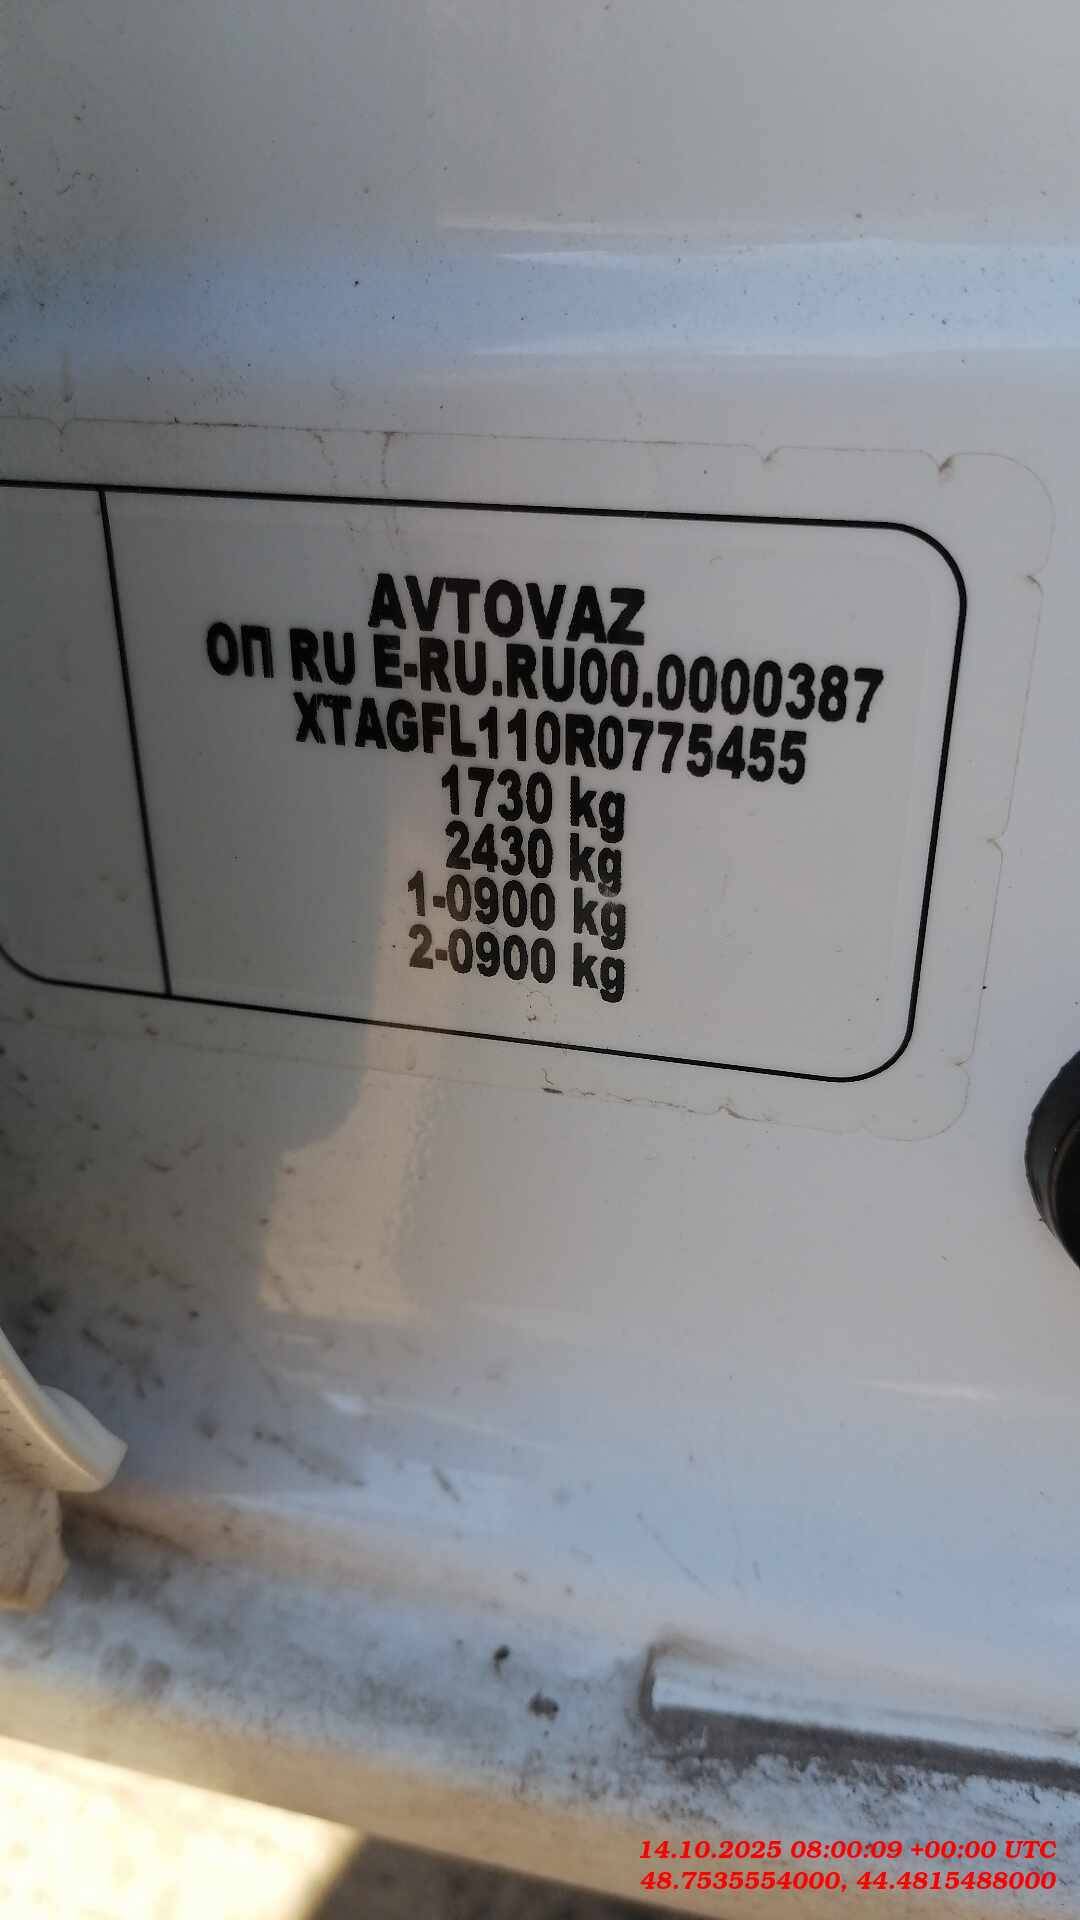 AVTOVAZ
ОП RU E-RU.RU00.0000387
XTAGFL110R0775455
1730 kg
2430 kg
1-0900 kg
2-0900 kg
14.10.2025 08:00:09 +00:00 UTC
48.7535554000, 44.4815488000